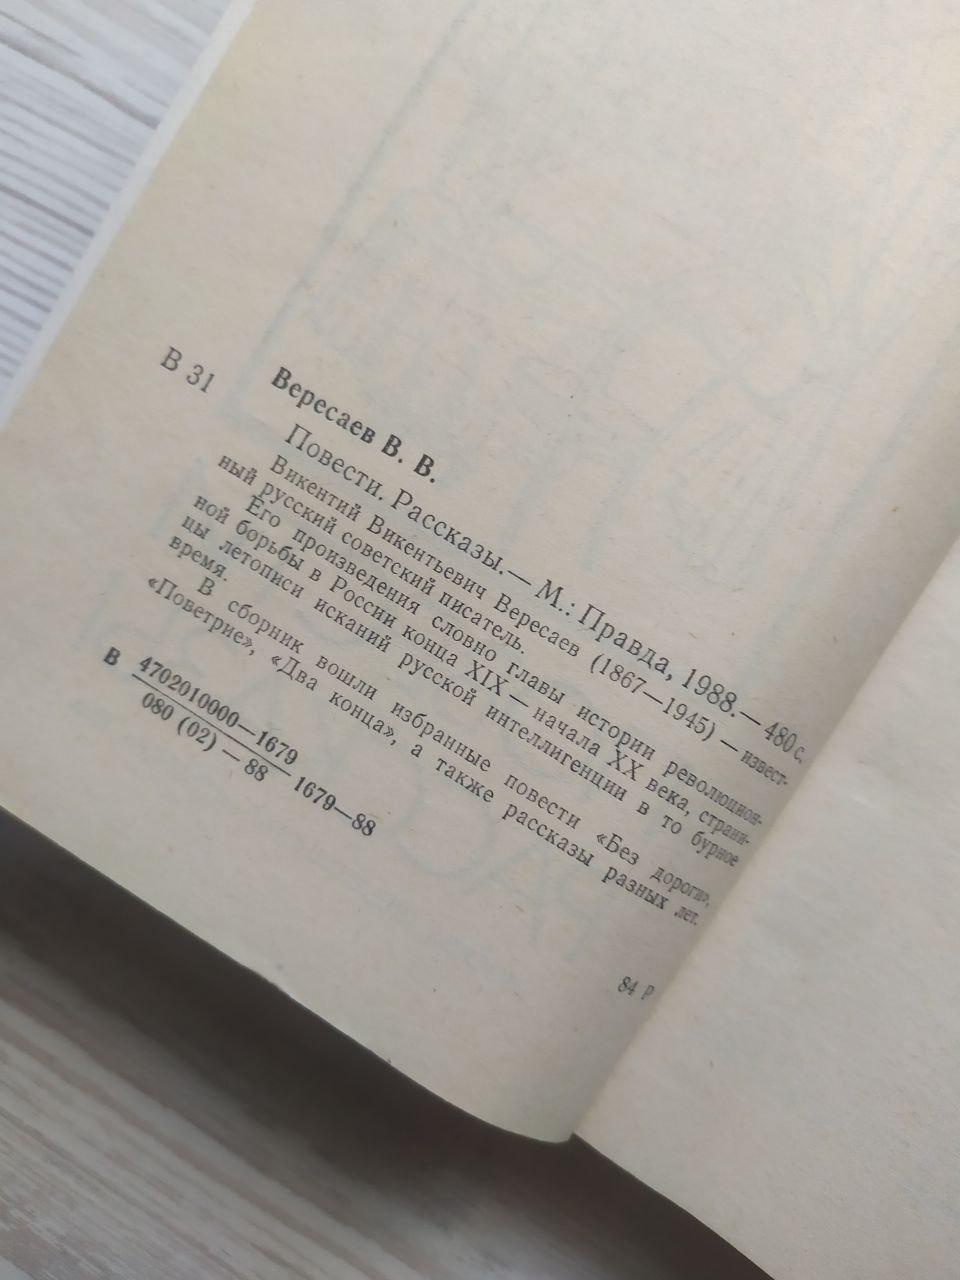 В 31
Вересаев В. В.
Повести. Рассказы.— М.: Правда, 1988.— 480 с.
Викентий Викентьевич Вересаев (1867—1945) — извест-
ный русский советский писатель.
Его произведения словно главы истории революцион-
ной борьбы в России конца XIX — начала XX века, страни-
цы летописи исканий русской интеллигенции в то бурное
время.
В сборник вошли избранные повести «Без дороги»,
«Поветрие», «Два конца», а также рассказы разных лет.
В 4702010000—1679 1679—88
080 (02) — 88
84 Р